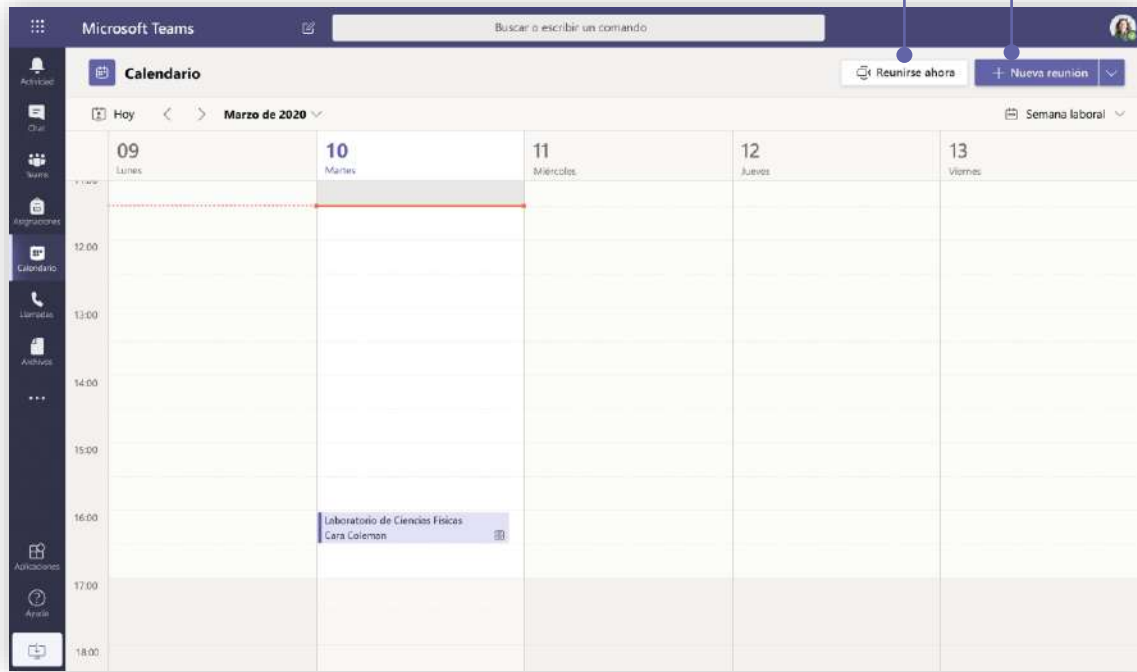 Microsoft Teams
Buscar o escribir un comando
Actividad
Chat
Teams
Asignaciones
Calendario
Llamadas
Archivos
Aplicaciones
Ayuda
Calendario
Reunirse ahora
+ Nueva reunión
Hoy
Marzo de 2020
Semana laboral
09
Lunes
10
Martes
11
Miércoles
12
Jueves
13
Viernes
12:00
13:00
14:00
15:00
16:00
Laboratorio de Ciencias Físicas
Cara Coleman
17:00
18:00